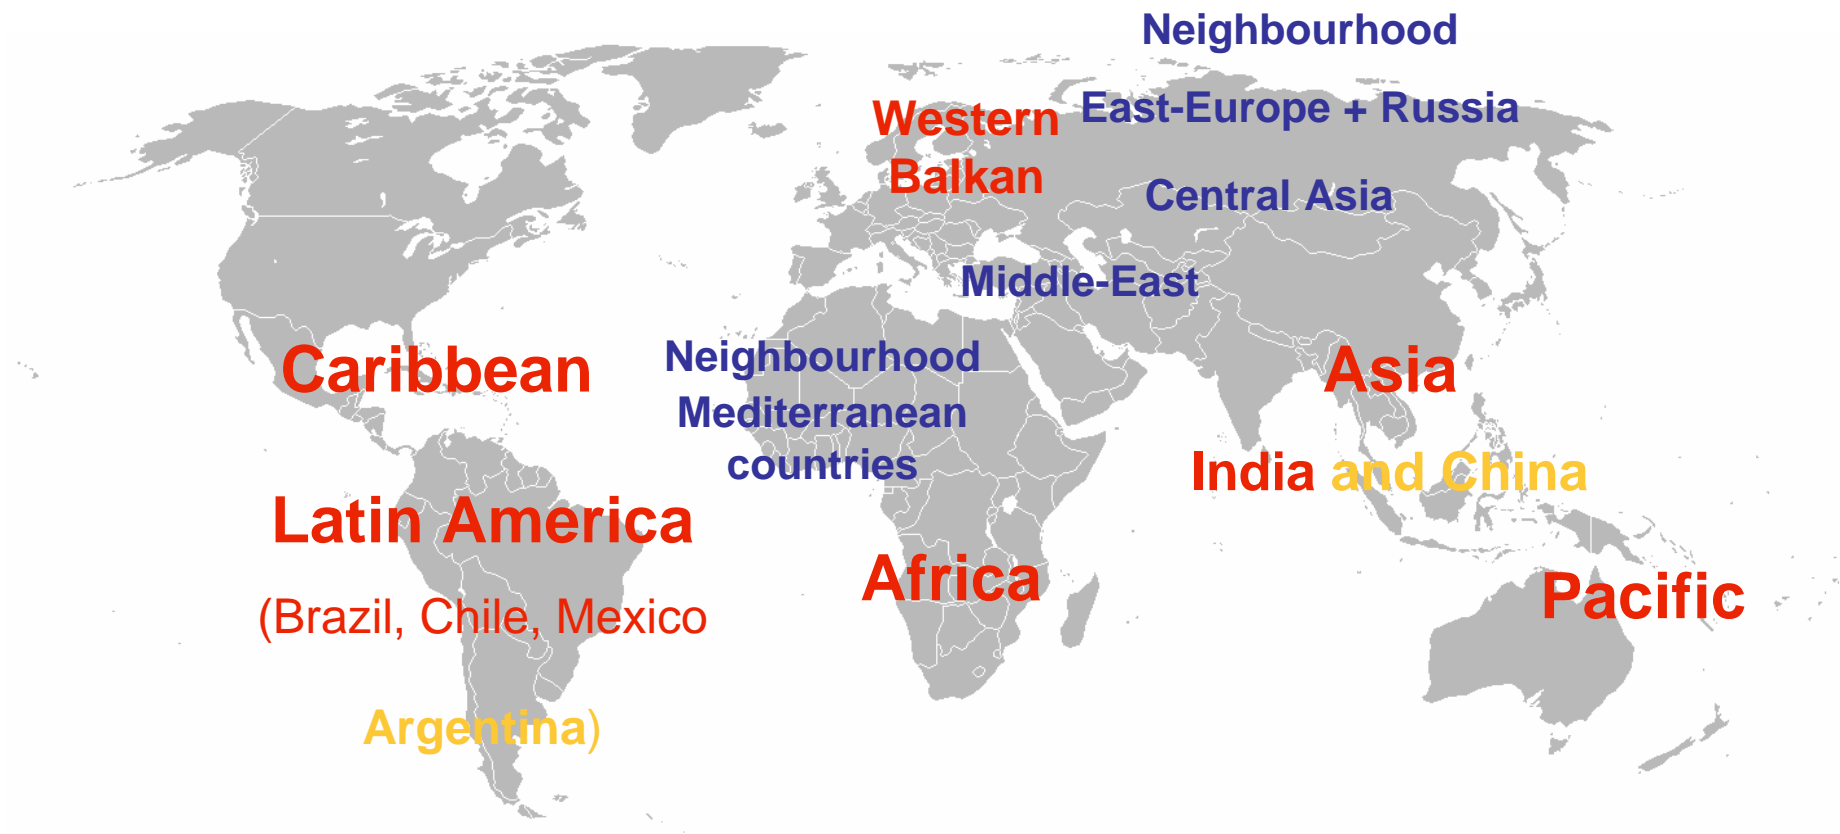 Neighbourhood
East-Europe + Russia
Western
Balkan
Central Asia
Middle-East
Neighbourhood
Mediterranean
countries
Caribbean
Asia
India and China
Latin America
(Brazil, Chile, Mexico
Argentina)
Africa
Pacific